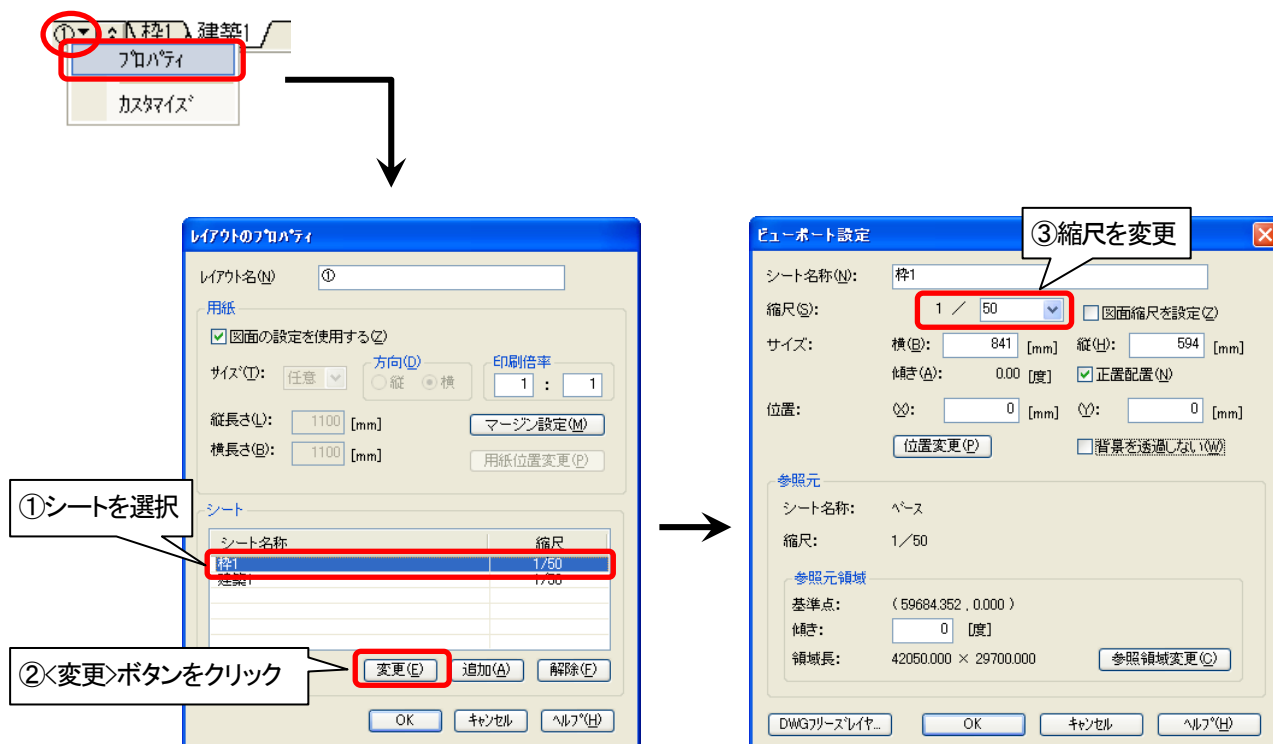 ①▼ 枠1 建築1
プロパティ
カスタマイズ
レイアウトのプロパティ
レイアウト名(N) ①
用紙
図面の設定を使用する(Z)
サイズ(T): 任意
方向(D)
縦 横
印刷倍率
1 : 1
縦長さ(L): 1100 [mm]
マージン設定(M)
横長さ(B): 1100 [mm]
用紙位置変更(P)
①シートを選択
シート
シート名称 縮尺
枠1 1/50
建築1 1/50
②<変更>ボタンをクリック
変更(E) 追加(A) 解除(F)
OK キャンセル ヘルプ(H)
ビューポート設定
③縮尺を変更
シート名称(N): 枠1
縮尺(S): 1 / 50 図面縮尺を設定(Z)
サイズ: 横(B): 841 [mm] 縦(H): 594 [mm]
傾き(A): 0.00 [度] 正置配置(N)
位置: (X): 0 [mm] (Y): 0 [mm]
位置変更(P) 背景を透過しない(W)
参照元
シート名称: ベース
縮尺: 1/50
参照元領域
基準点: ( 59684.352 , 0.000 )
傾き: 0 [度]
領域長: 42050.000 × 29700.000 参照領域変更(C)
DWGフリーズレイヤ... OK キャンセル ヘルプ(H)